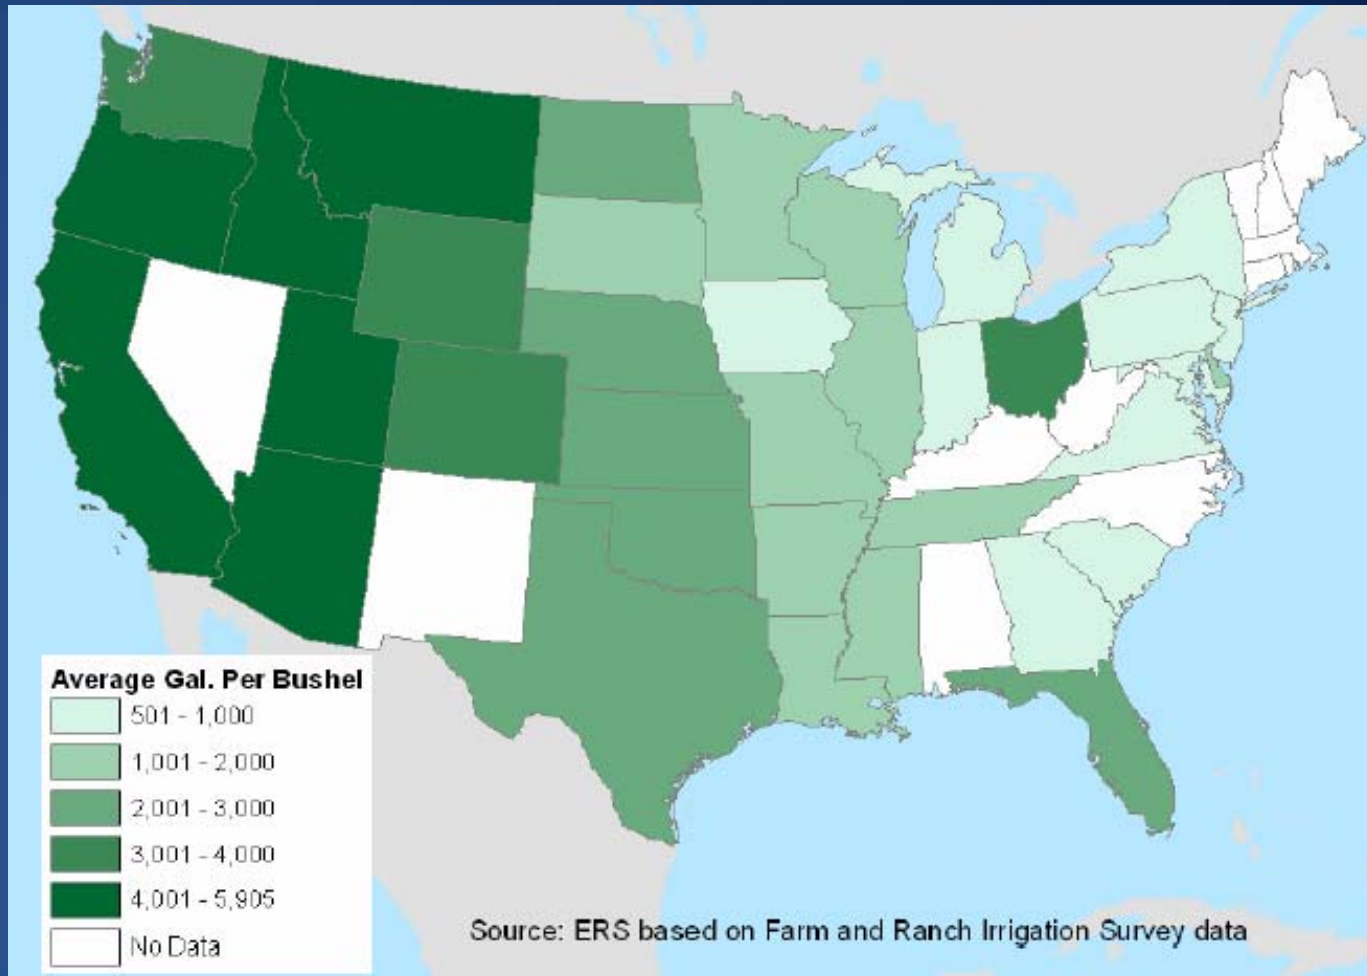 Average Gal. Per Bushel
501 - 1,000
1,001 - 2,000
2,001 - 3,000
3,001 - 4,000
4,001 - 5,905
No Data
Source: ERS based on Farm and Ranch Irrigation Survey data